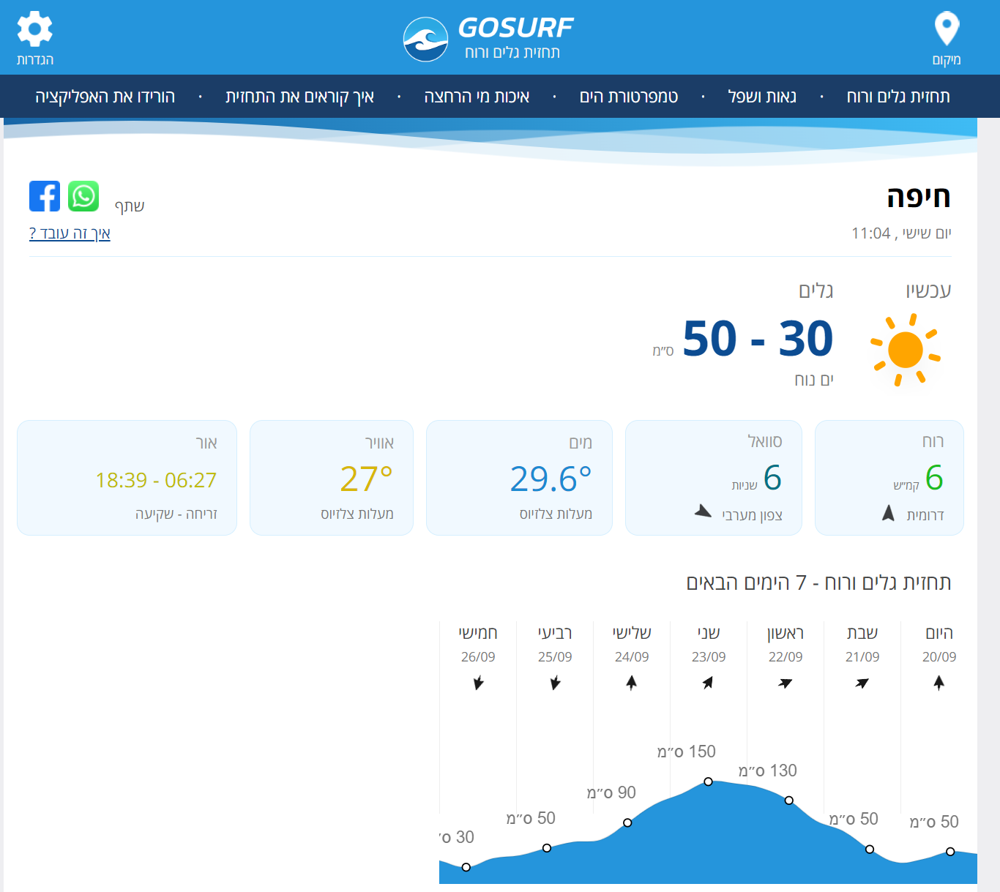 מיקום
GOSURF
תחזית גלים ורוח
הגדרות
תחזית גלים ורוח · גאות ושפל · טמפרטורת הים · איכות מי הרחצה · איך קוראים את התחזית · הורידו את האפליקציה
חיפה
שתף
יום שישי , 11:04
איך זה עובד ?
עכשיו
גלים
30 - 50 ס״מ
ים נוח
רוח
6 קמ״ש
דרומית
סוואל
6 שניות
צפון מערבי
מים
29.6°
מעלות צלזיוס
אוויר
27°
מעלות צלזיוס
אור
06:27 - 18:39
זריחה - שקיעה
תחזית גלים ורוח - 7 הימים הבאים
היום שבת ראשון שני שלישי רביעי חמישי
20/09 21/09 22/09 23/09 24/09 25/09 26/09
150 ס״מ
130 ס״מ
90 ס״מ
50 ס״מ
50 ס״מ
50 ס״מ
30 ס״